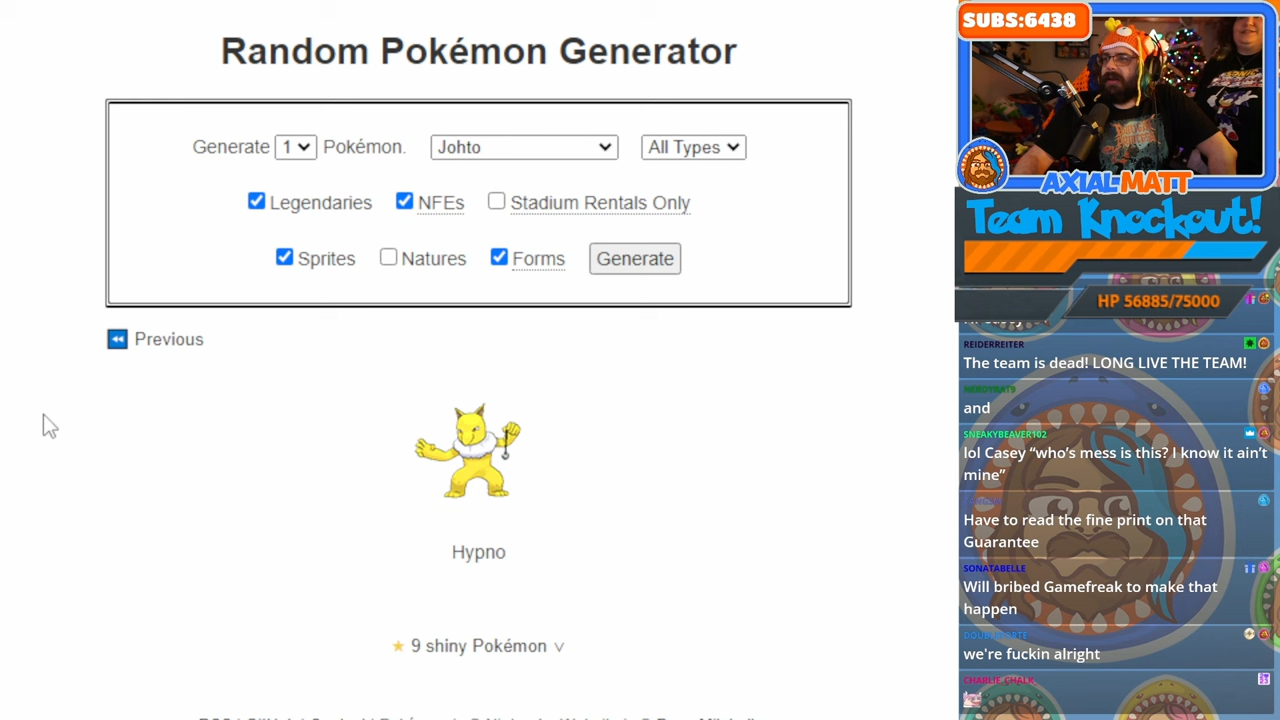 Random Pokémon Generator
Generate 1 Pokémon. Johto All Types
Legendaries NFEs Stadium Rentals Only
Sprites Natures Forms Generate
Previous
Hypno
9 shiny Pokémon
SUBS:6438
AXIAL-MATT
Team Knockout!
HP 56885/75000
REIDERREITER
The team is dead! LONG LIVE THE TEAM!
and
SNEAKYBEAVER102
lol Casey “who’s mess is this? I know it ain’t
mine”
Have to read the fine print on that
Guarantee
SONATABELLE
Will bribed Gamefreak to make that
happen
we're fuckin alright
CHARLIE_CHALK